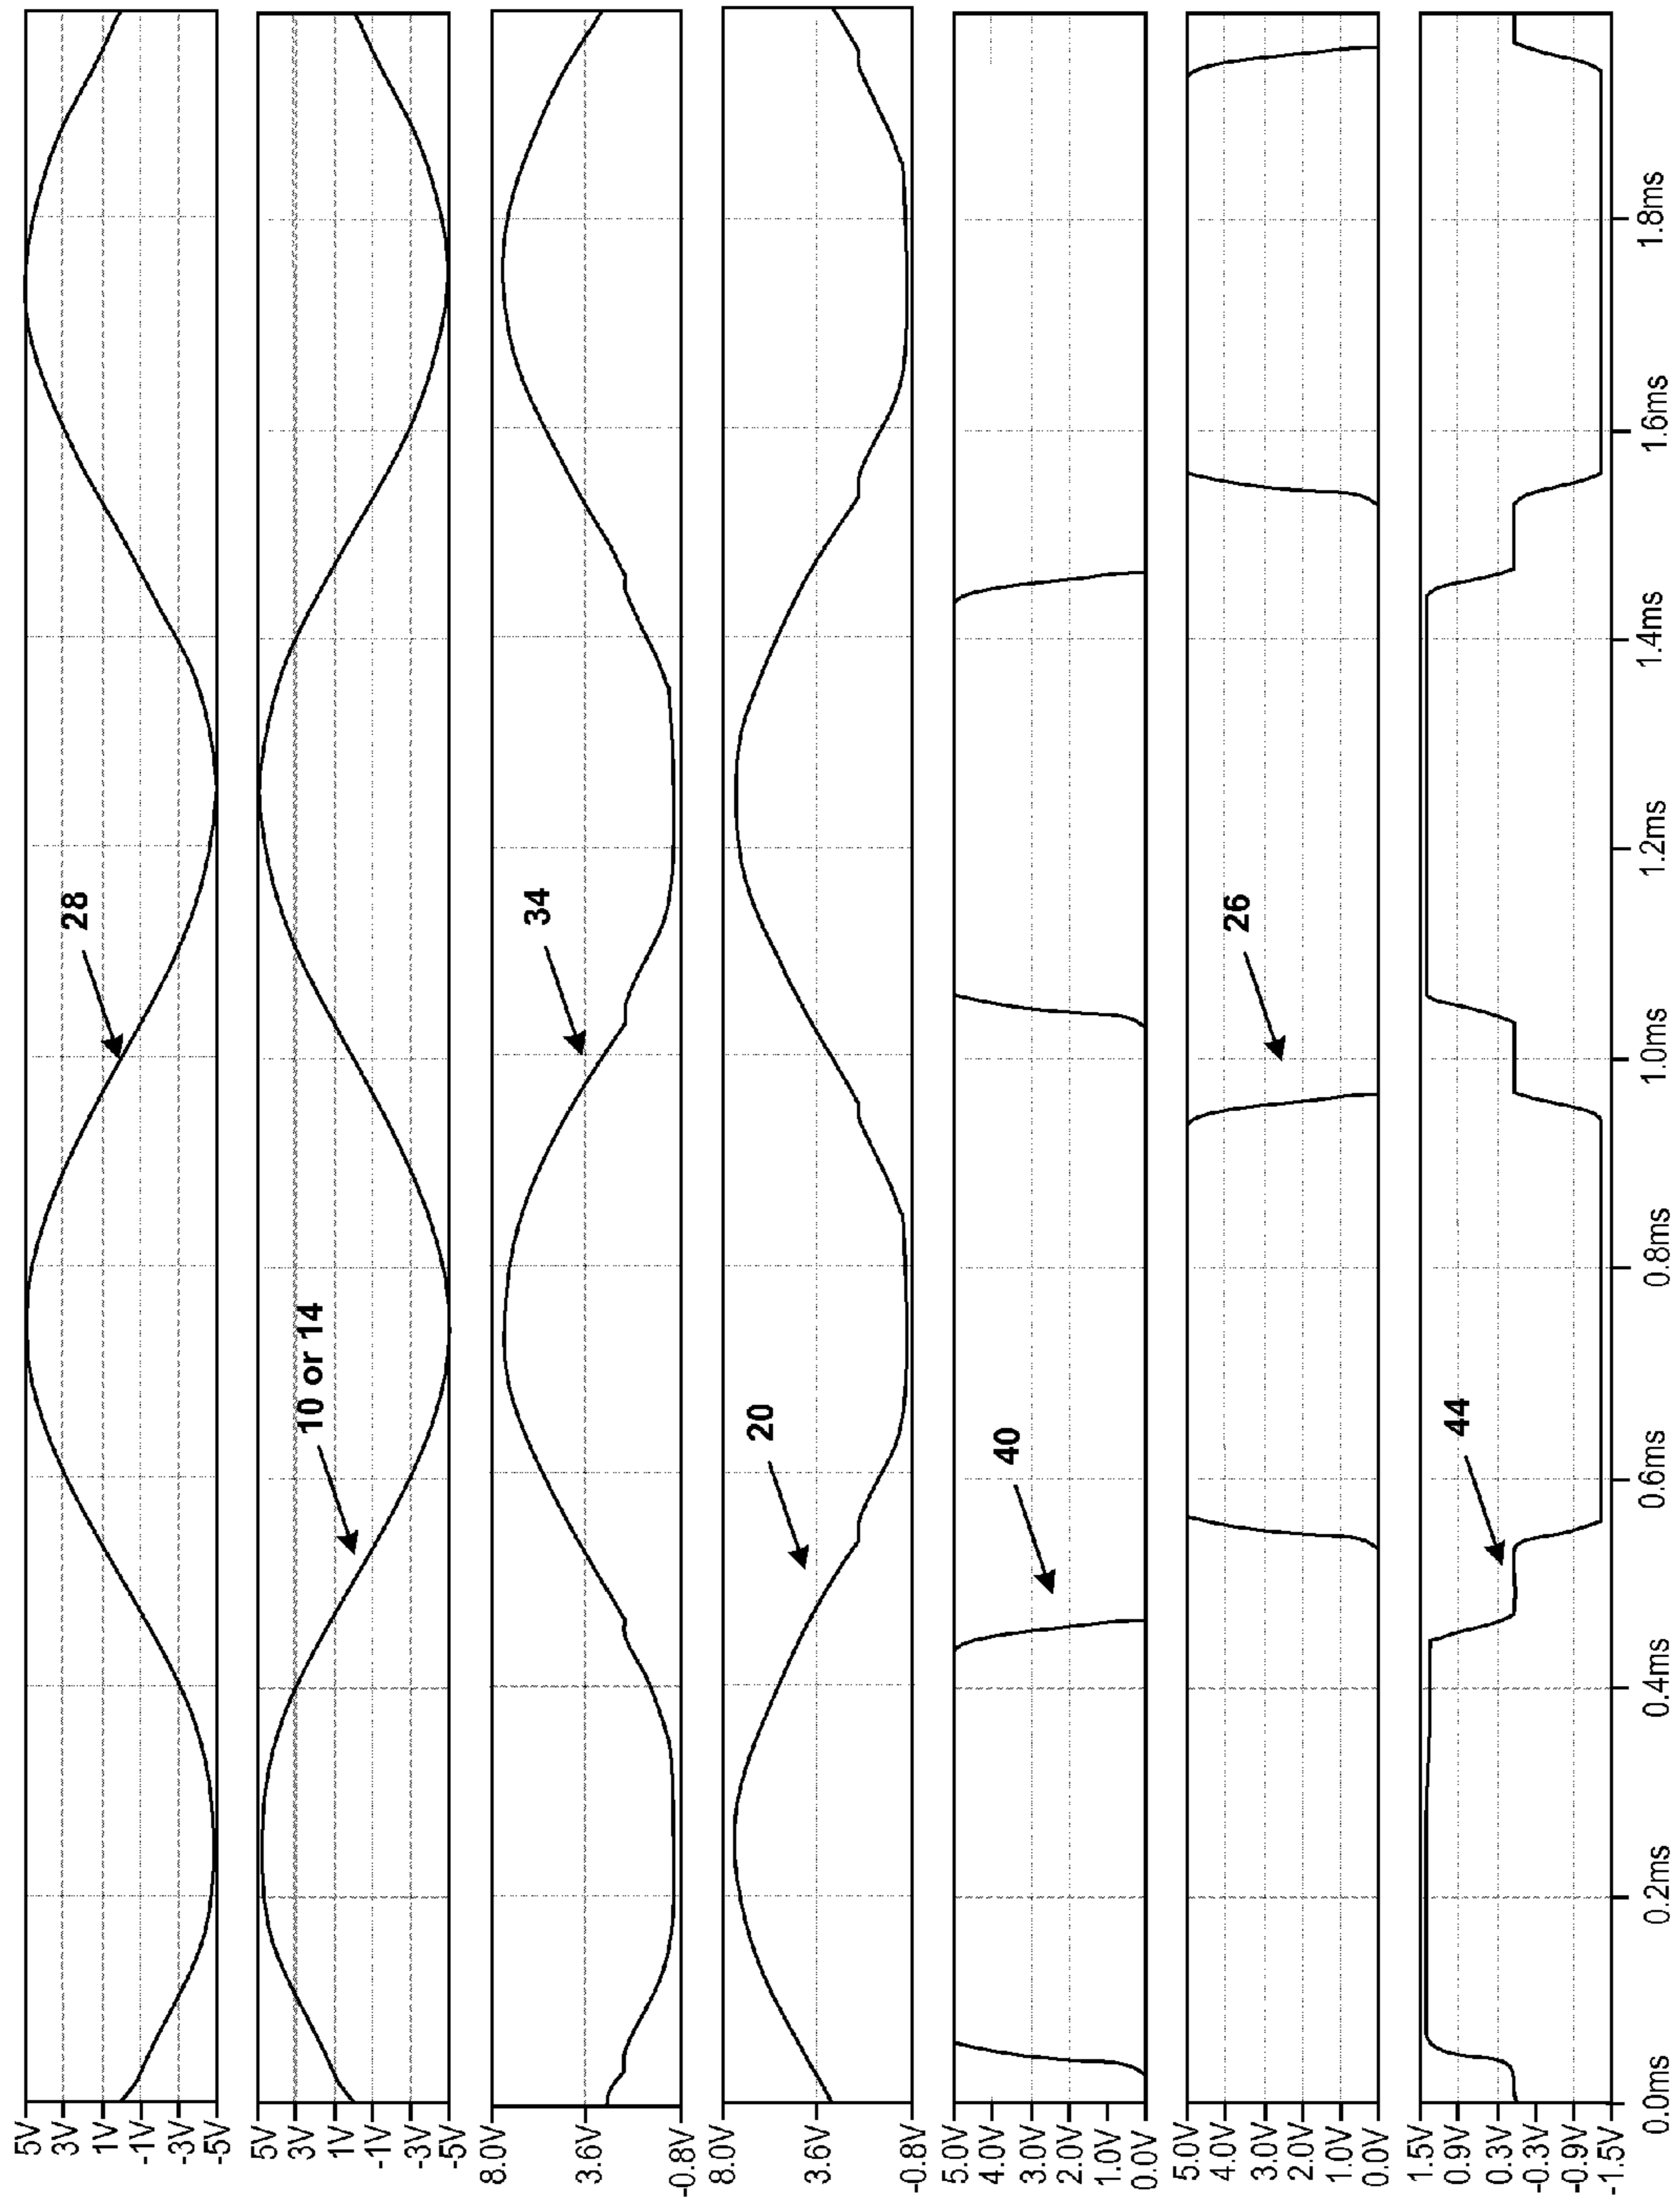 5V
3V
1V
-1V
-3V
-5V
28
5V
3V
1V
-1V
-3V
-5V
10 or 14
8.0V
3.6V
-0.8V
34
8.0V
3.6V
-0.8V
20
5.0V
4.0V
3.0V
2.0V
1.0V
0.0V
40
5.0V
4.0V
3.0V
2.0V
1.0V
0.0V
26
1.5V
0.9V
0.3V
-0.3V
-0.9V
-1.5V
44
0.0ms 0.2ms 0.4ms 0.6ms 0.8ms 1.0ms 1.2ms 1.4ms 1.6ms 1.8ms